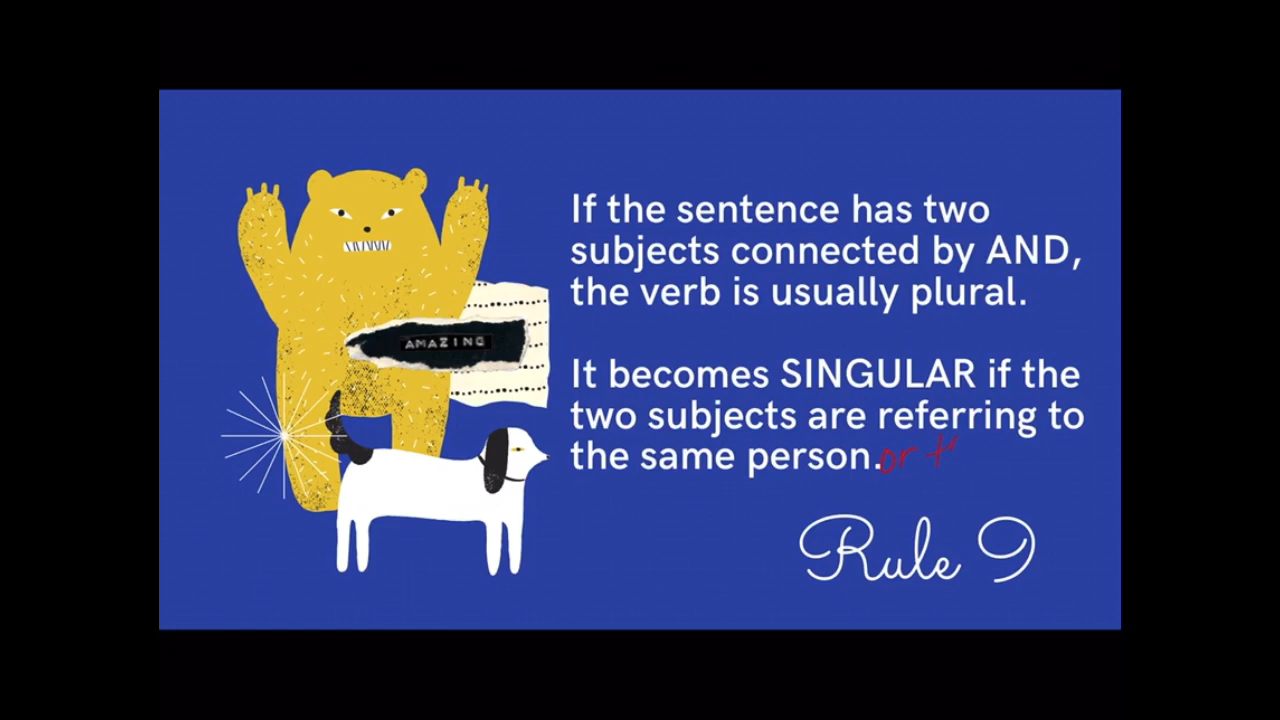 AMAZING
If the sentence has two
subjects connected by AND,
the verb is usually plural.
It becomes SINGULAR if the
two subjects are referring to
the same person. or
Rule 9